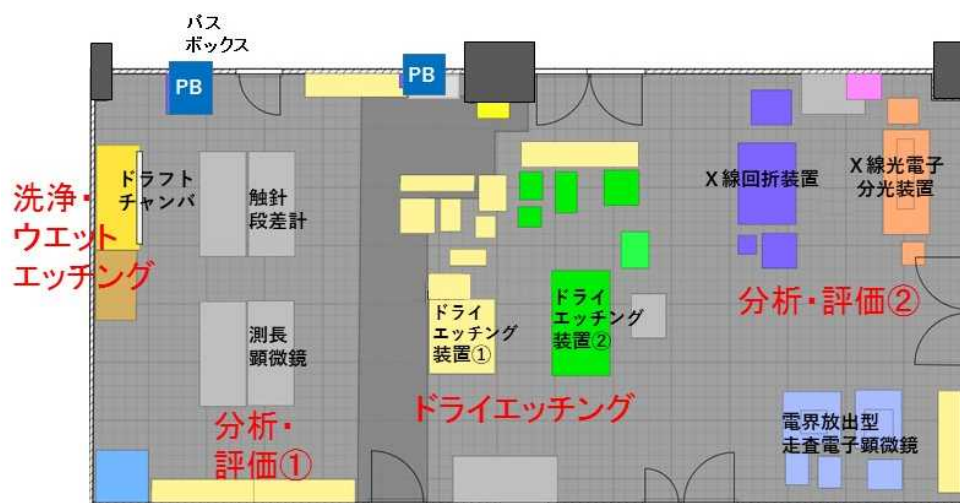 パス
ボックス
PB
PB
ドラフト
チャンバ
触針
段差計
X線回折装置
X線光電子
分光装置
洗浄・
ウエット
エッチング
測長
顕微鏡
ドライ
エッチング
装置①
ドライ
エッチング
装置②
分析・評価②
分析・
評価①
ドライエッチング
電界放出型
走査電子顕微鏡